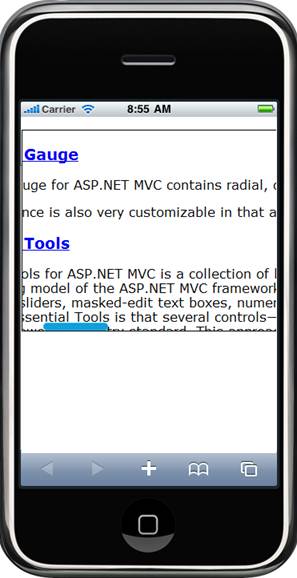 Carrier 8:55 AM
Gauge
uge for ASP.NET MVC contains radial,
nce is also very customizable in that a
Tools
ols for ASP.NET MVC is a collection of
model of the ASP.NET MVC framework
sliders, masked-edit text boxes, numer
ssential Tools is that several controls—
standard. This